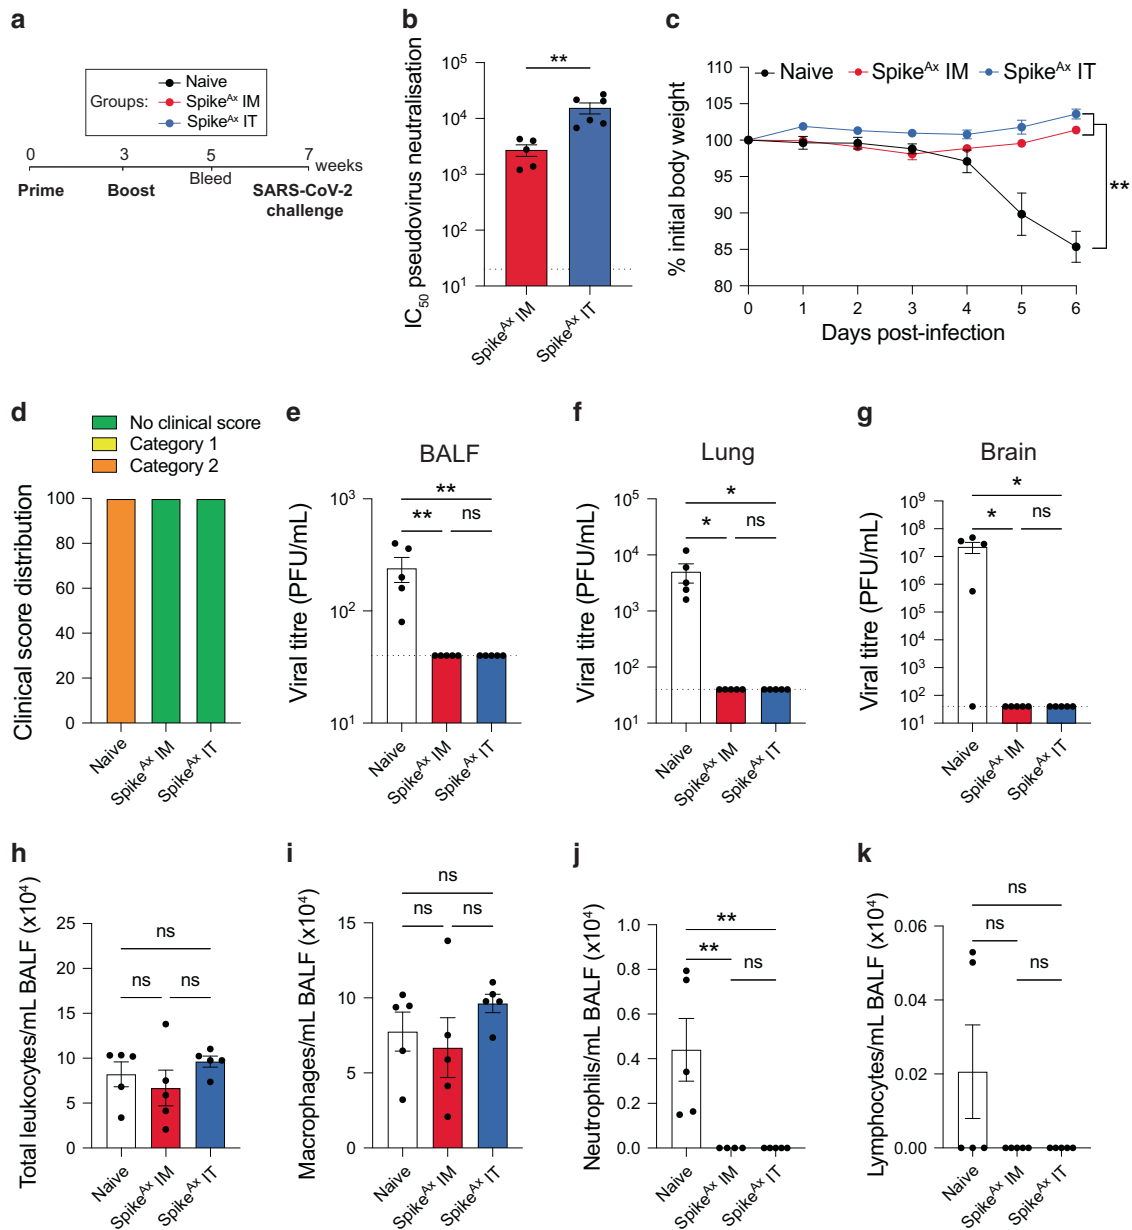 a
Groups:
Naive
Spike^Ax IM
Spike^Ax IT
0 3 5 7 weeks
Prime
Boost
Bleed
SARS-CoV-2
challenge
b
IC50 pseudovirus neutralisation
10^5
10^4
10^3
10^2
10^1
**
Spike^Ax IM
Spike^Ax IT
c
Naive Spike^Ax IM Spike^Ax IT
% initial body weight
110
105
100
95
90
85
80
**
0 1 2 3 4 5 6
Days post-infection
d
No clinical score
Category 1
Category 2
Clinical score distribution
100
80
60
40
20
0
Naive
Spike^Ax IM
Spike^Ax IT
e
BALF
Viral titre (PFU/mL)
10^3
10^2
10^1
**
** ns
Naive
Spike^Ax IM
Spike^Ax IT
f
Lung
Viral titre (PFU/mL)
10^5
10^4
10^3
10^2
10^1
*
* ns
Naive
Spike^Ax IM
Spike^Ax IT
g
Brain
Viral titre (PFU/mL)
10^9
10^8
10^7
10^6
10^5
10^4
10^3
10^2
10^1
*
* ns
Naive
Spike^Ax IM
Spike^Ax IT
h
Total leukocytes/mL BALF (x10^4)
25
20
15
10
5
0
ns
ns ns
Naive
Spike^Ax IM
Spike^Ax IT
i
Macrophages/mL BALF (x10^4)
15
10
5
0
ns
ns ns
Naive
Spike^Ax IM
Spike^Ax IT
j
Neutrophils/mL BALF (x10^4)
1.0
0.8
0.6
0.4
0.2
0.0
**
** ns
Naive
Spike^Ax IM
Spike^Ax IT
k
Lymphocytes/mL BALF (x10^4)
0.06
0.04
0.02
0.00
ns
ns
ns
Naive
Spike^Ax IM
Spike^Ax IT